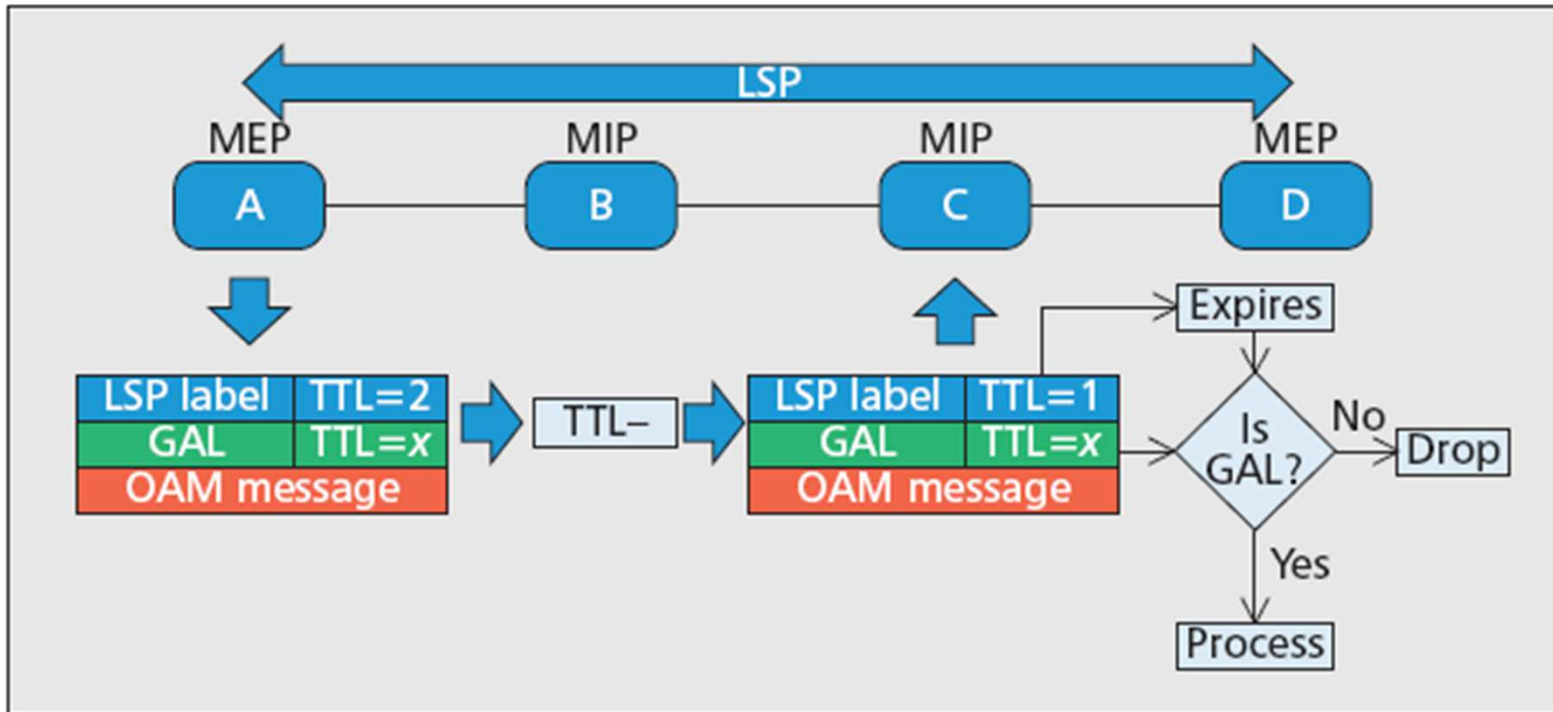 LSP
MEP
MIP
MIP
MEP
A
B
C
D
Expires
LSP label
TTL=2
GAL
TTL=x
OAM message
TTL–
LSP label
TTL=1
GAL
TTL=x
OAM message
Is
GAL?
No
Drop
Yes
Process